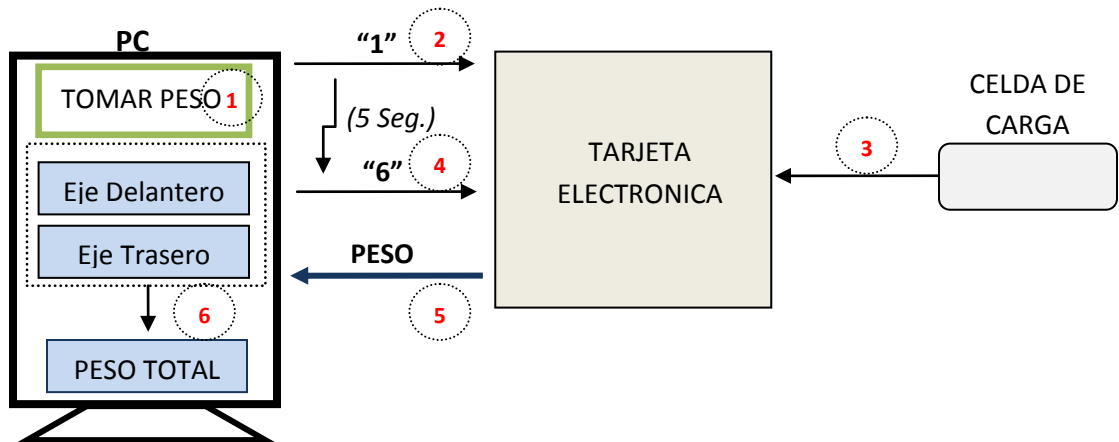 PC
TOMAR PESO 1
“1” 2
(5 Seg.)
“6” 4
Eje Delantero
Eje Trasero
PESO
5
6
PESO TOTAL
TARJETA
ELECTRONICA
3
CELDA DE
CARGA